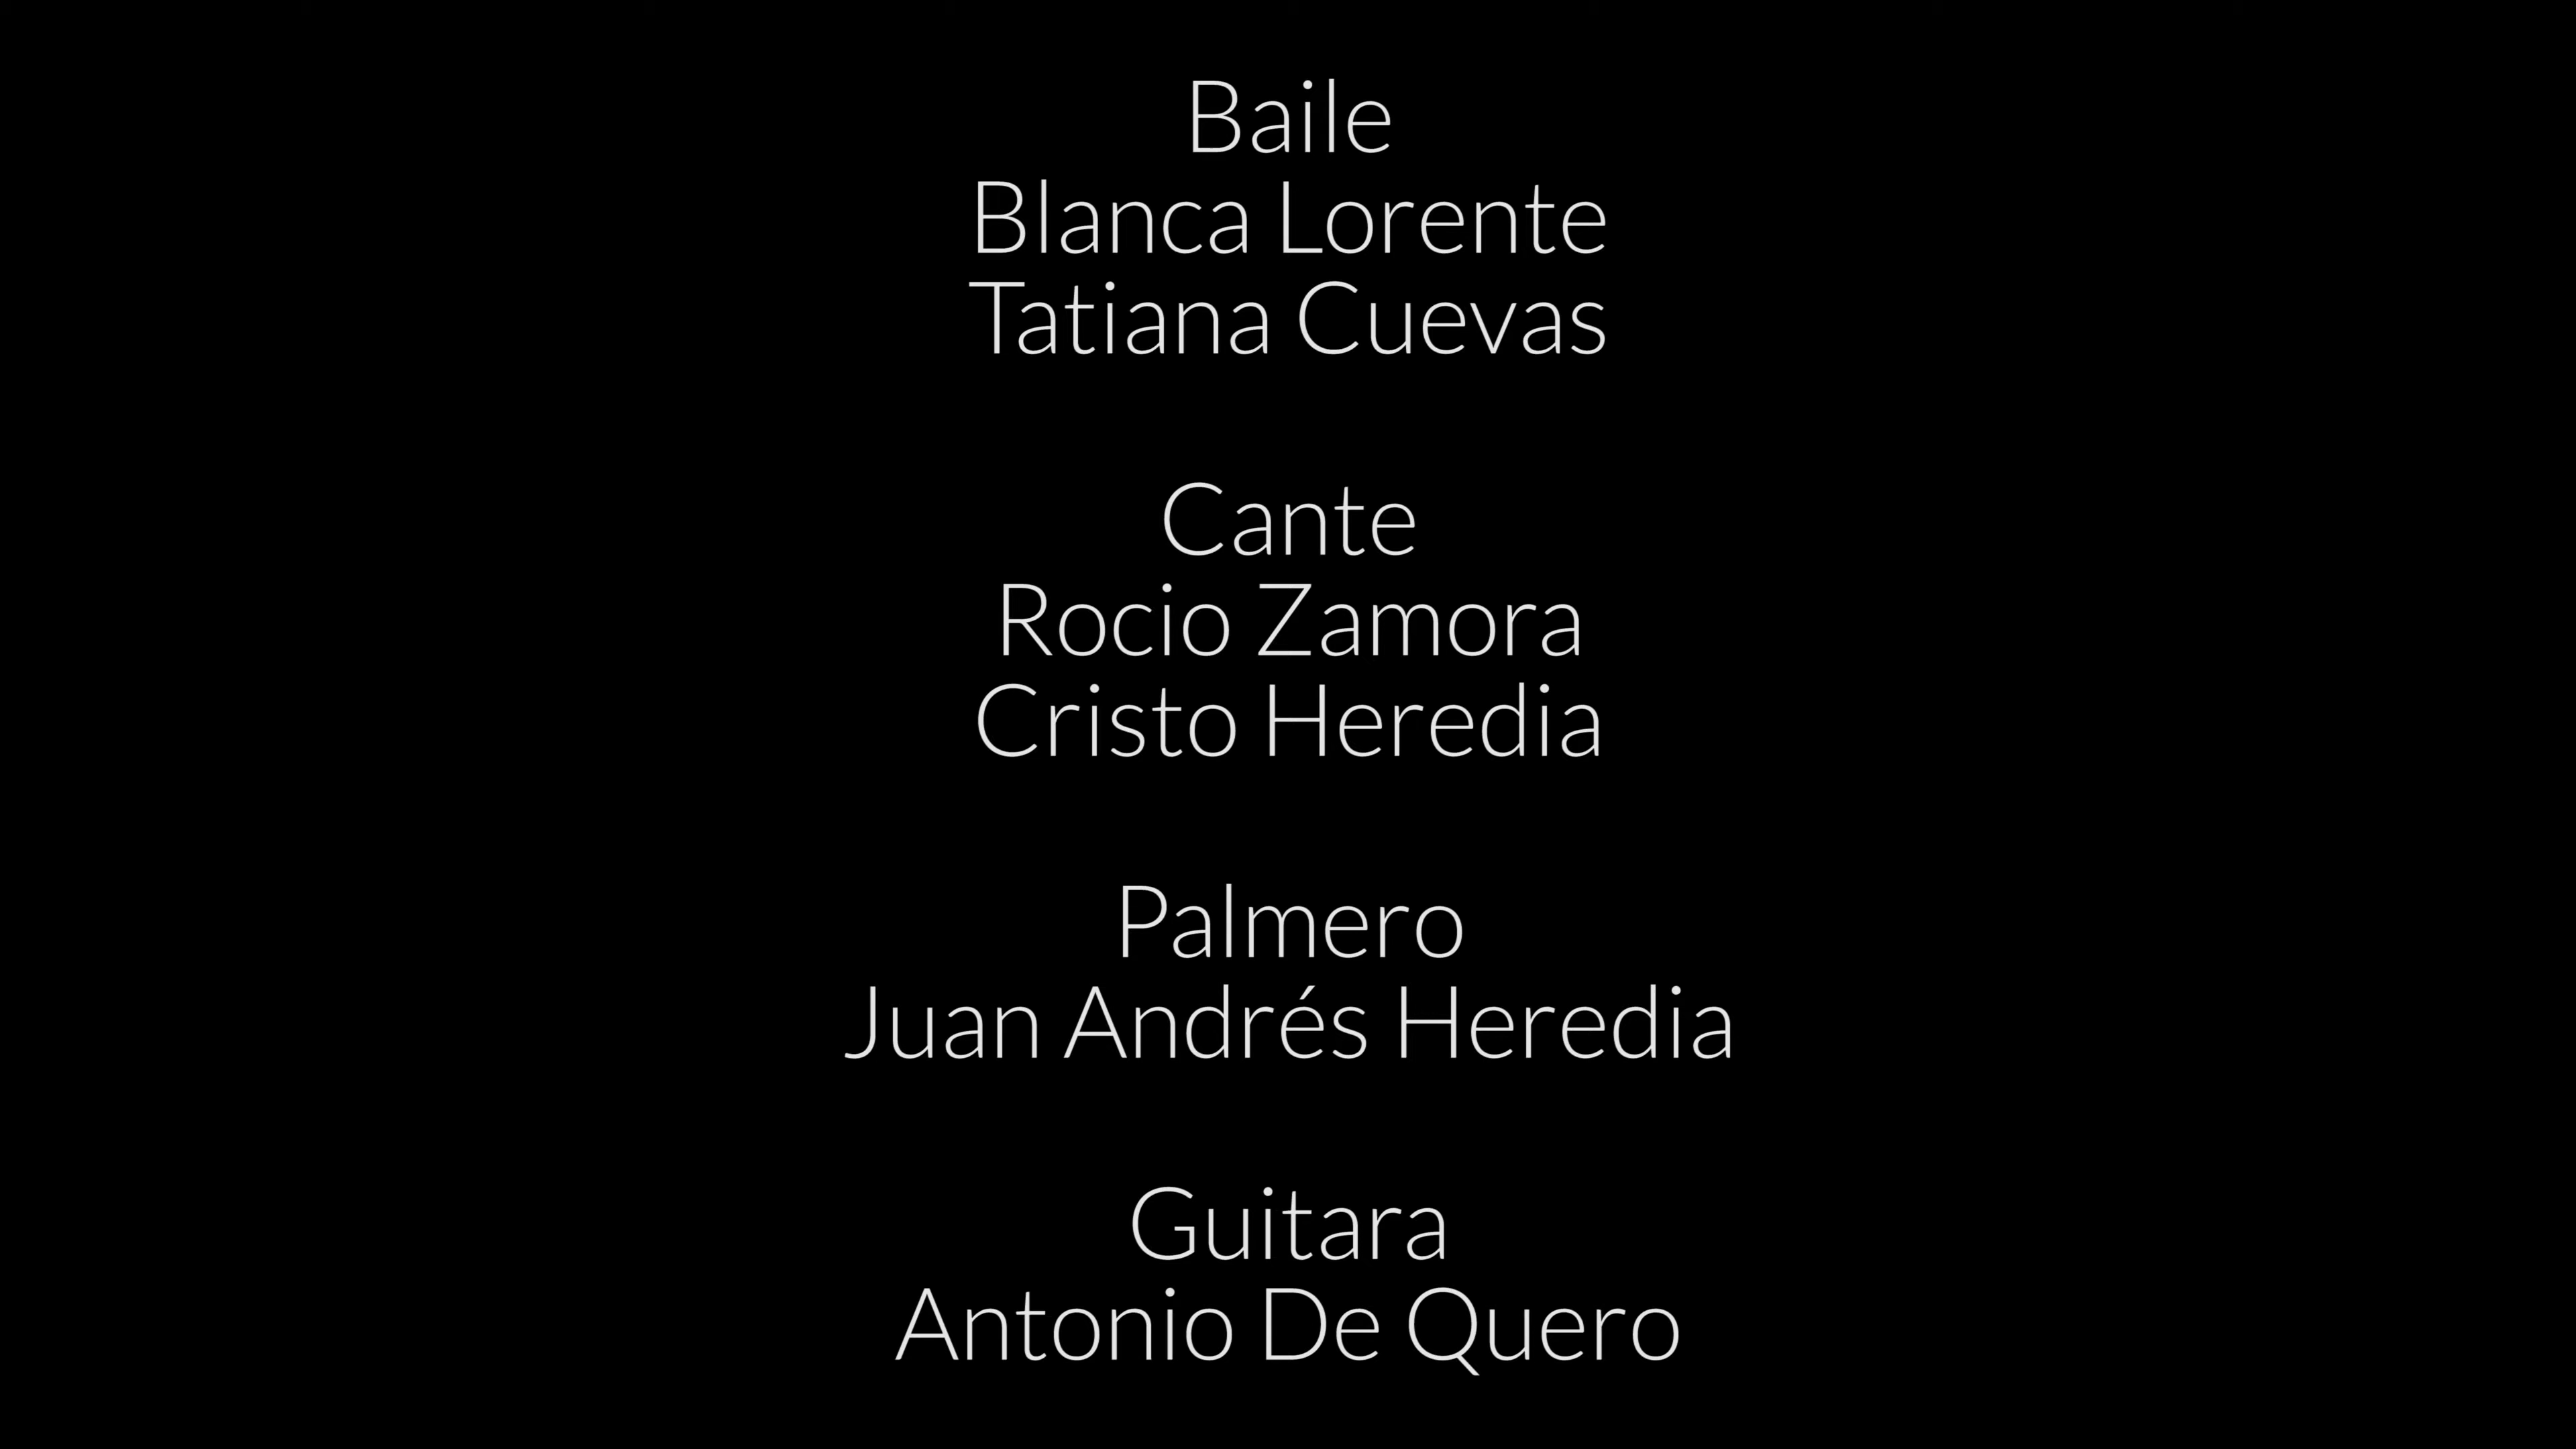 Baile
Blanca Lorente
Tatiana Cuevas
Cante
Rocio Zamora
Cristo Heredia
Palmero
Juan Andrés Heredia
Guitara
Antonio De Quero